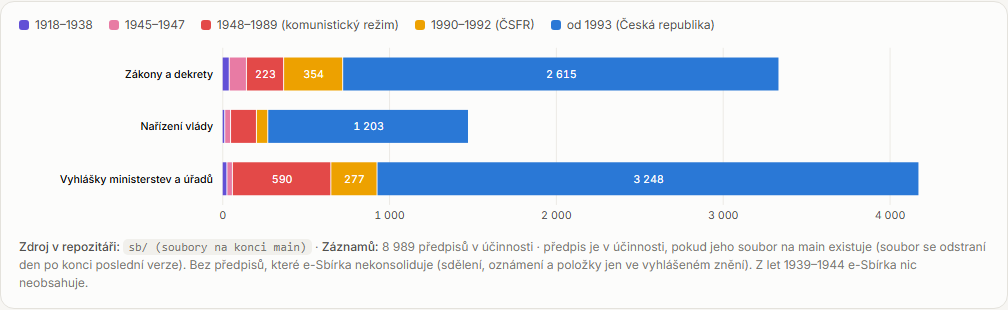 1918–1938 1945–1947 1948–1989 (komunistický režim) 1990–1992 (ČSFR) od 1993 (Česká republika)
Zákony a dekrety 223 354 2 615
Nařízení vlády 1 203
Vyhlášky ministerstev a úřadů 590 277 3 248
0 1 000 2 000 3 000 4 000
Zdroj v repozitáři: sb/ (soubory na konci main) · Záznamů: 8 989 předpisů v účinnosti · předpis je v účinnosti, pokud jeho soubor na main existuje (soubor se odstraní
den po konci poslední verze). Bez předpisů, které e-Sbírka nekonsoliduje (sdělení, oznámení a položky jen ve vyhlášeném znění). Z let 1939–1944 e-Sbírka nic
neobsahuje.